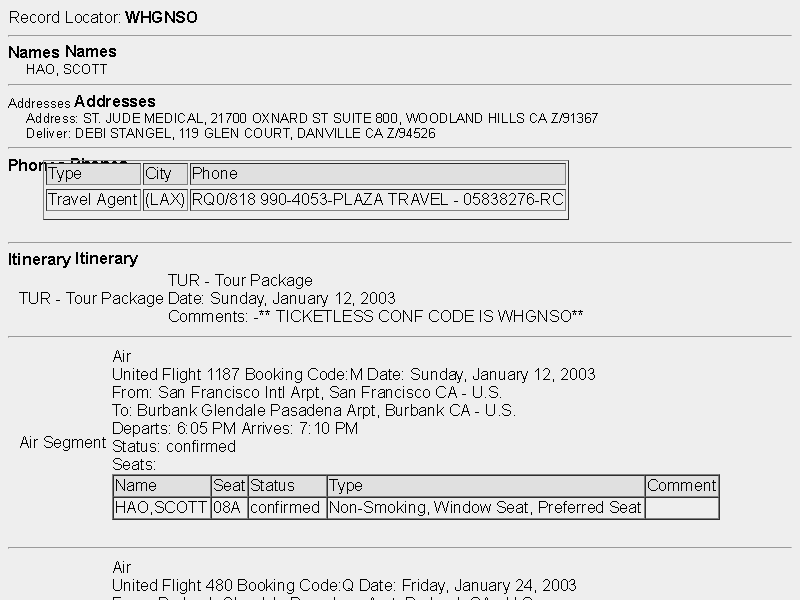 Record Locator: WHGNSO
Names Names
HAO, SCOTT
Addresses Addresses
Address: ST. JUDE MEDICAL, 21700 OXNARD ST SUITE 800, WOODLAND HILLS CA Z/91367
Deliver: DEBI STANGEL, 119 GLEN COURT, DANVILLE CA Z/94526
Phones Phones
Type City Phone
Travel Agent (LAX) RQ0/818 990-4053-PLAZA TRAVEL - 05838276-RC
Itinerary Itinerary
TUR - Tour Package
TUR - Tour Package Date: Sunday, January 12, 2003
Comments: -** TICKETLESS CONF CODE IS WHGNSO**
Air
United Flight 1187 Booking Code:M Date: Sunday, January 12, 2003
From: San Francisco Intl Arpt, San Francisco CA - U.S.
To: Burbank Glendale Pasadena Arpt, Burbank CA - U.S.
Departs: 6:05 PM Arrives: 7:10 PM
Air Segment Status: confirmed
Seats:
Name Seat Status Type Comment
HAO,SCOTT 08A confirmed Non-Smoking, Window Seat, Preferred Seat
Air
United Flight 480 Booking Code:Q Date: Friday, January 24, 2003